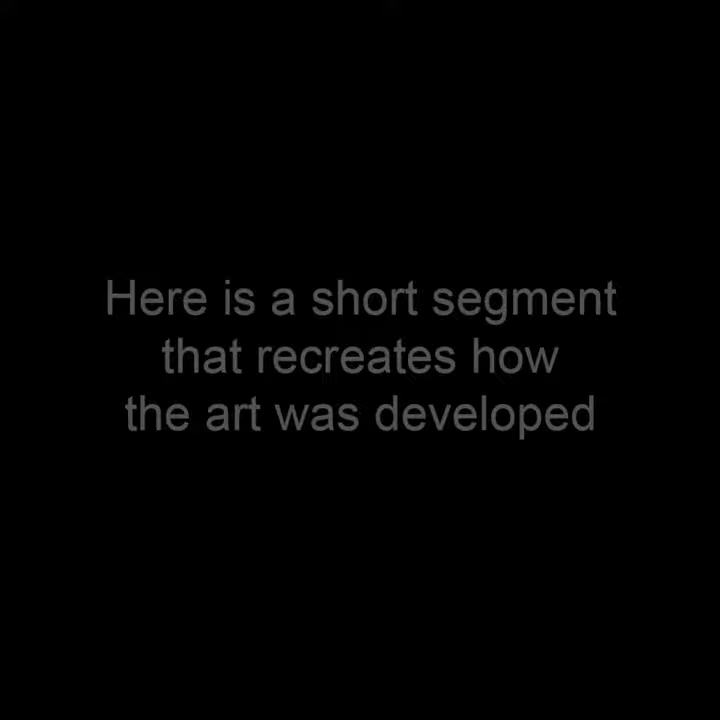 Here is a short segment
that recreates how
the art was developed